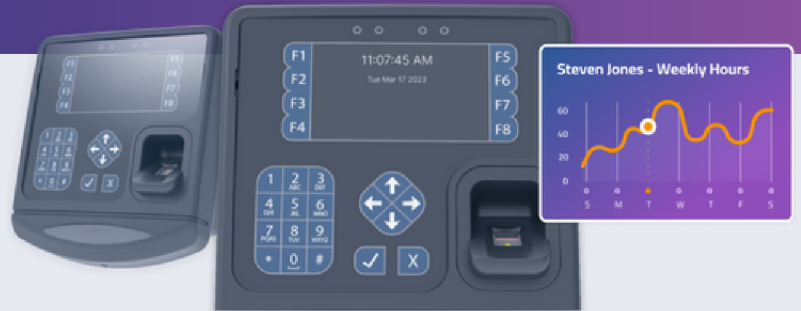 F1
F2
F3
F4
11:07:45 AM
Tue Mar 17 2023
F5
F6
F7
F8
1
2 ABC
3 DEF
4 GHI
5 JKL
6 MNO
7 PQRS
8 TUV
9 WXYZ
* 0 #
X
Steven Jones - Weekly Hours
60
40
20
0
S M T W T F S